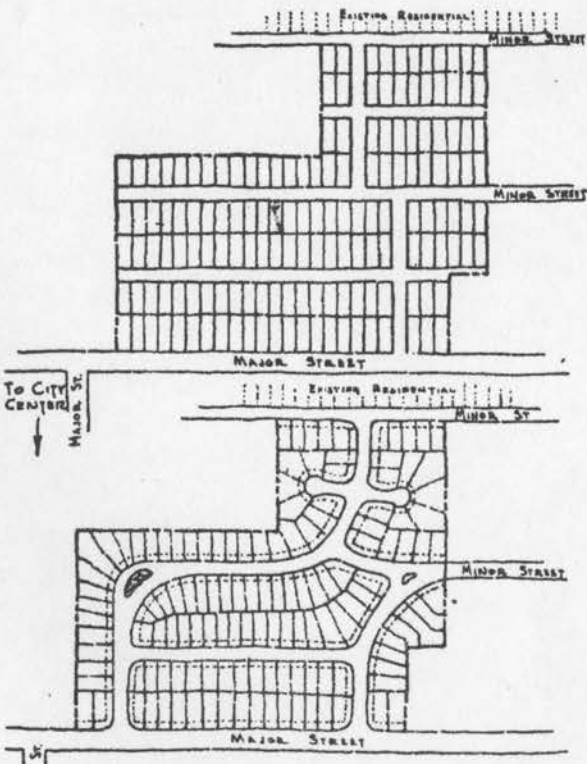 EXISTING RESIDENTIAL
MINOR STREET
MINOR STREET
MAJOR STREET
TO CITY
CENTER
MAJOR ST.
EXISTING RESIDENTIAL
MINOR ST
MINOR STREET
MAJOR STREET
ST.